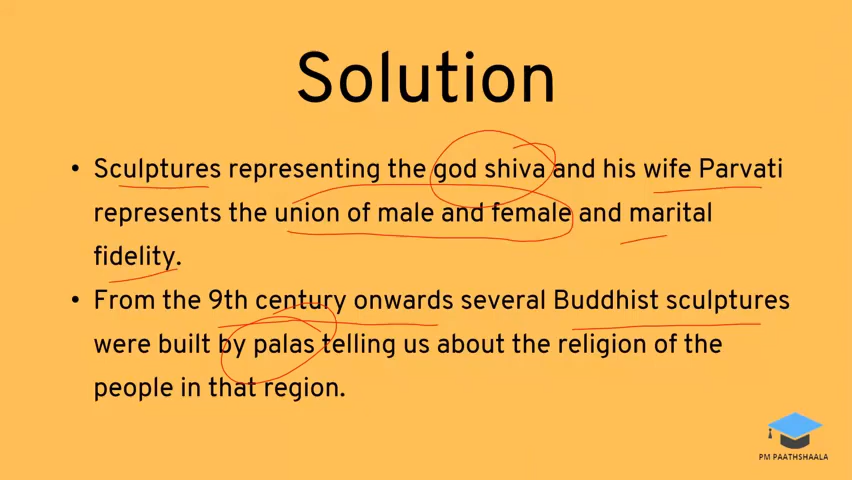 Solution
• Sculptures representing the god shiva and his wife Parvati
represents the union of male and female and marital
fidelity.
• From the 9th century onwards several Buddhist sculptures
were built by palas telling us about the religion of the
people in that region.
PM PAATHSHAALA